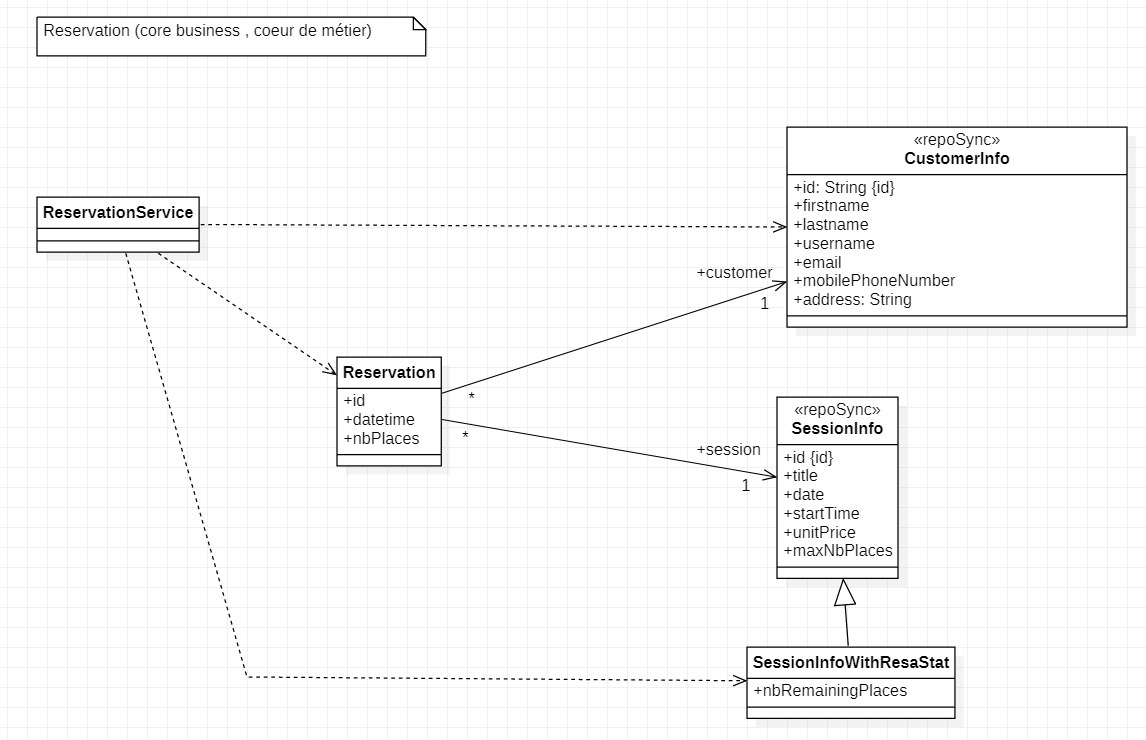 Reservation (core business , coeur de métier)
«repoSync»
CustomerInfo
+id: String {id}
+firstname
+lastname
+username
+email
+mobilePhoneNumber
+address: String
ReservationService
+customer
1
*
Reservation
+id
+datetime
+nbPlaces
*
+session
1
«repoSync»
SessionInfo
+id {id}
+title
+date
+startTime
+unitPrice
+maxNbPlaces
SessionInfoWithResaStat
+nbRemainingPlaces